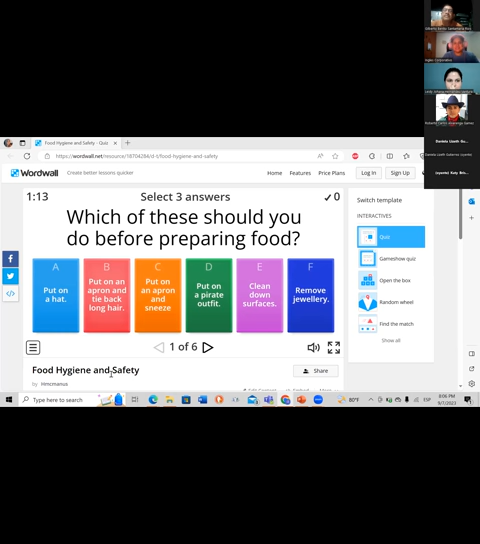 Food Hygiene and Safety - Quiz
https://wordwall.net/resource/18704284/d-t/food-hygiene-and-safety
Wordwall
Create better lessons quicker
Home
Features
Price Plans
Log In
Sign Up
1:13
Select 3 answers
✓ 0
Which of these should you
do before preparing food?
A
Put on
a hat.
B
Put on an
apron and
tie back
long hair.
C
Put on
an apron
and
sneeze
D
Put on
a pirate
outfit.
E
Clean
down
surfaces.
F
Remove
jewellery.
1 of 6
Food Hygiene and Safety
by Hmcmanus
Share
Switch template
INTERACTIVES
Quiz
Gameshow quiz
Open the box
Random wheel
Find the match
Show all
Type here to search
80°F
ESP
8:06 PM
9/7/2023